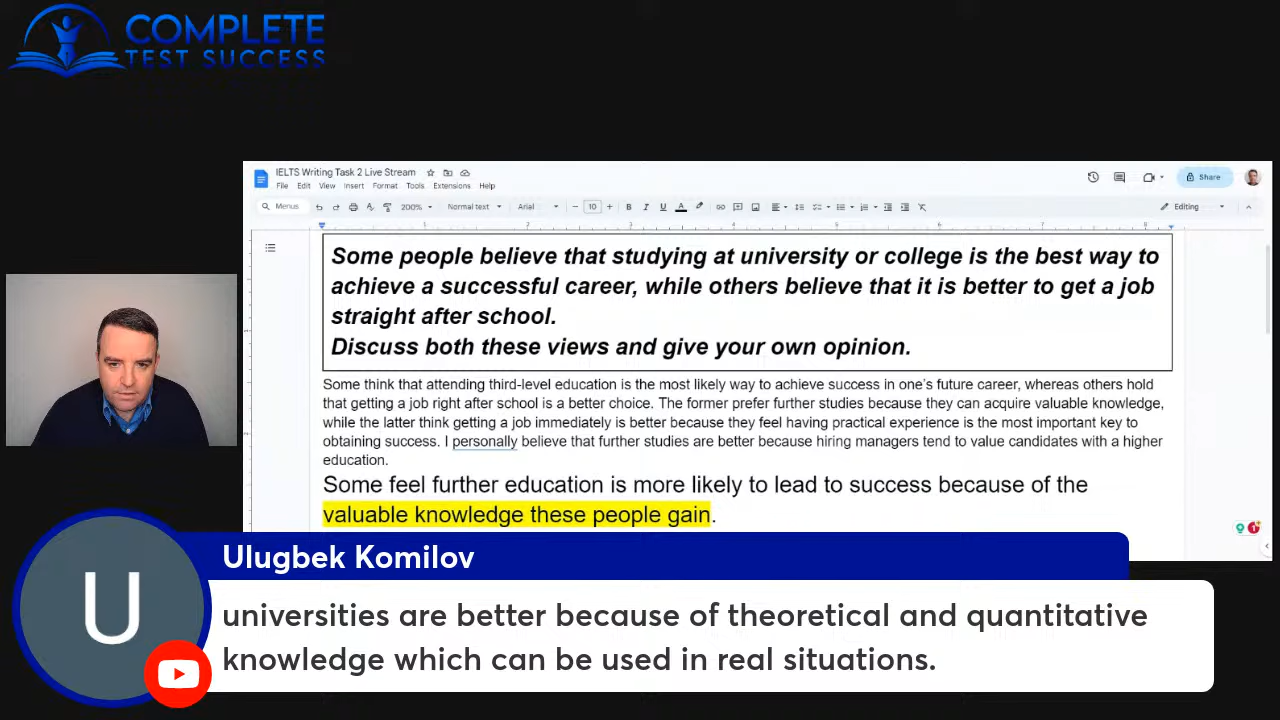 COMPLETE
TEST SUCCESS
IELTS Writing Task 2 Live Stream
File Edit View Insert Format Tools Extensions Help
Share
Menus
200%
Normal text
Arial
10
B I U A
Editing
1 2 3 4 5 6 7 8
Some people believe that studying at university or college is the best way to
achieve a successful career, while others believe that it is better to get a job
straight after school.
Discuss both these views and give your own opinion.
Some think that attending third-level education is the most likely way to achieve success in one's future career, whereas others hold
that getting a job right after school is a better choice. The former prefer further studies because they can acquire valuable knowledge,
while the latter think getting a job immediately is better because they feel having practical experience is the most important key to
obtaining success. I personally believe that further studies are better because hiring managers tend to value candidates with a higher
education.
Some feel further education is more likely to lead to success because of the
valuable knowledge these people gain.
U
Ulugbek Komilov
universities are better because of theoretical and quantitative
knowledge which can be used in real situations.